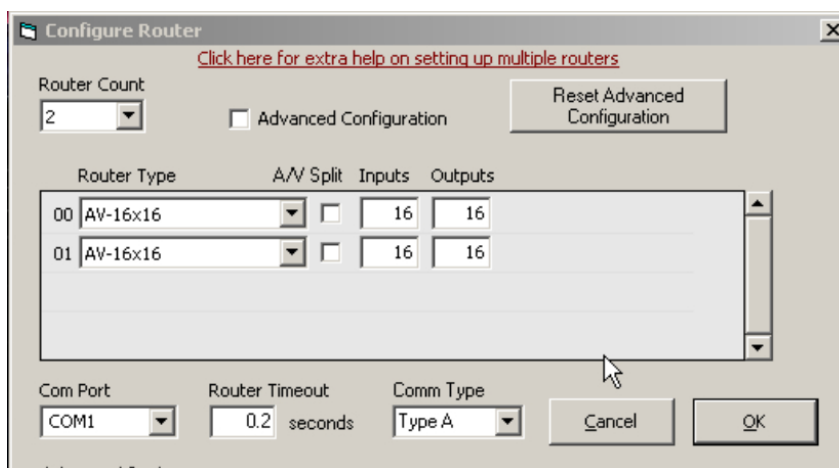 Configure Router
Click here for extra help on setting up multiple routers
Router Count
2
Advanced Configuration
Reset Advanced
Configuration
Router Type A/V Split Inputs Outputs
00 AV-16x16 16 16
01 AV-16x16 16 16
Com Port Router Timeout Comm Type
COM1 0.2 seconds Type A Cancel OK